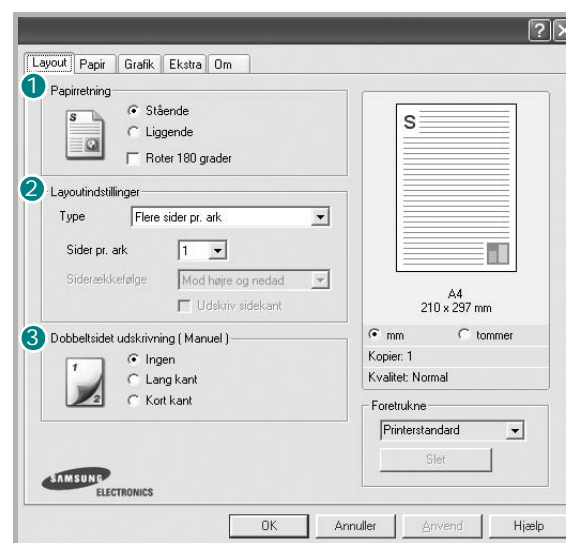 Layout Papir Grafik Ekstra Om
1 Papirretning
S
Stående
Liggende
Roter 180 grader
2 Layoutindstillinger
Type Flere sider pr. ark
Sider pr. ark 1
Siderækkefølge Mod højre og nedad
Udskriv sidekant
3 Dobbeltsidet udskrivning ( Manuel )
1
2
Ingen
Lang kant
Kort kant
S
A4
210 x 297 mm
mm tommer
Kopier: 1
Kvalitet: Normal
Foretrukne
Printerstandard
Slet
SAMSUNG
ELECTRONICS
OK Annuller Anvend Hjælp